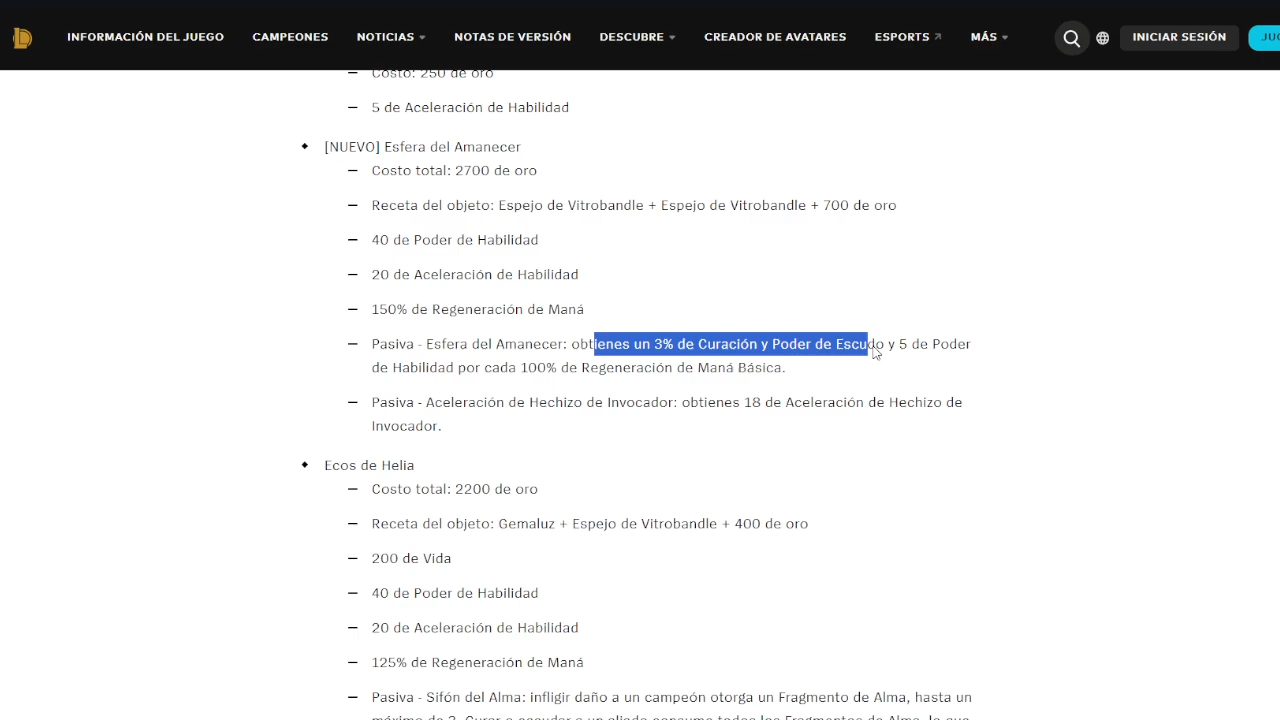 INFORMACIÓN DEL JUEGO CAMPEONES NOTICIAS NOTAS DE VERSIÓN DESCUBRE CREADOR DE AVATARES ESPORTS MÁS INICIAR SESIÓN
Costo: 250 de oro
5 de Aceleración de Habilidad
[NUEVO] Esfera del Amanecer
Costo total: 2700 de oro
Receta del objeto: Espejo de Vitrobandle + Espejo de Vitrobandle + 700 de oro
40 de Poder de Habilidad
20 de Aceleración de Habilidad
150% de Regeneración de Maná
Pasiva - Esfera del Amanecer: obtienes un 3% de Curación y Poder de Escudo y 5 de Poder
de Habilidad por cada 100% de Regeneración de Maná Básica.
Pasiva - Aceleración de Hechizo de Invocador: obtienes 18 de Aceleración de Hechizo de
Invocador.
Ecos de Helia
Costo total: 2200 de oro
Receta del objeto: Gemaluz + Espejo de Vitrobandle + 400 de oro
200 de Vida
40 de Poder de Habilidad
20 de Aceleración de Habilidad
125% de Regeneración de Maná
Pasiva - Sifón del Alma: infligir daño a un campeón otorga un Fragmento de Alma, hasta un